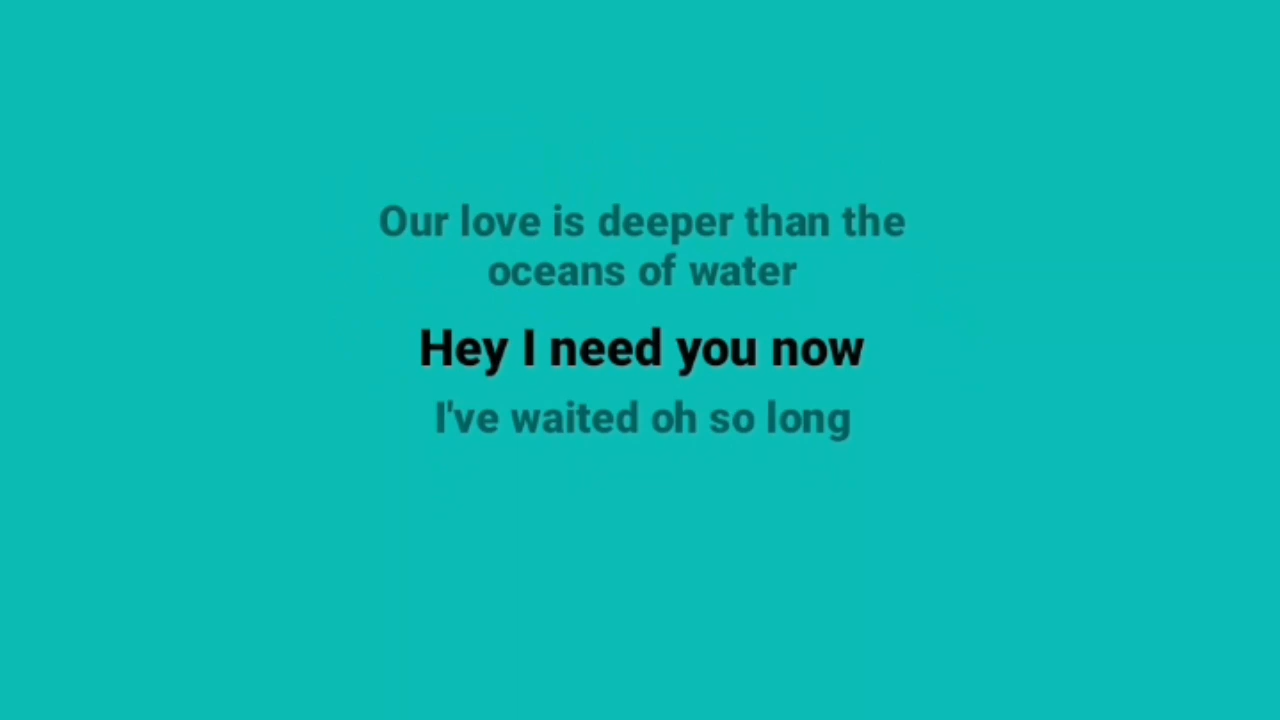 Our love is deeper than the
oceans of water
Hey I need you now
I've waited oh so long